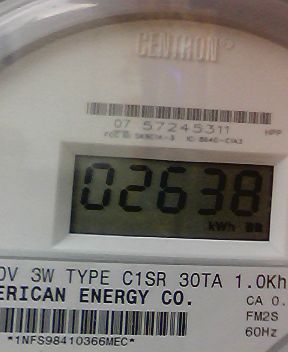 CENTRON®
07 57245311
HPP
02638
kWh
0V 3W TYPE C1SR 30TA 1.0Kh
ERICAN ENERGY CO.
CA 0.
FM2S
60Hz
*1NFS98410366MEC*